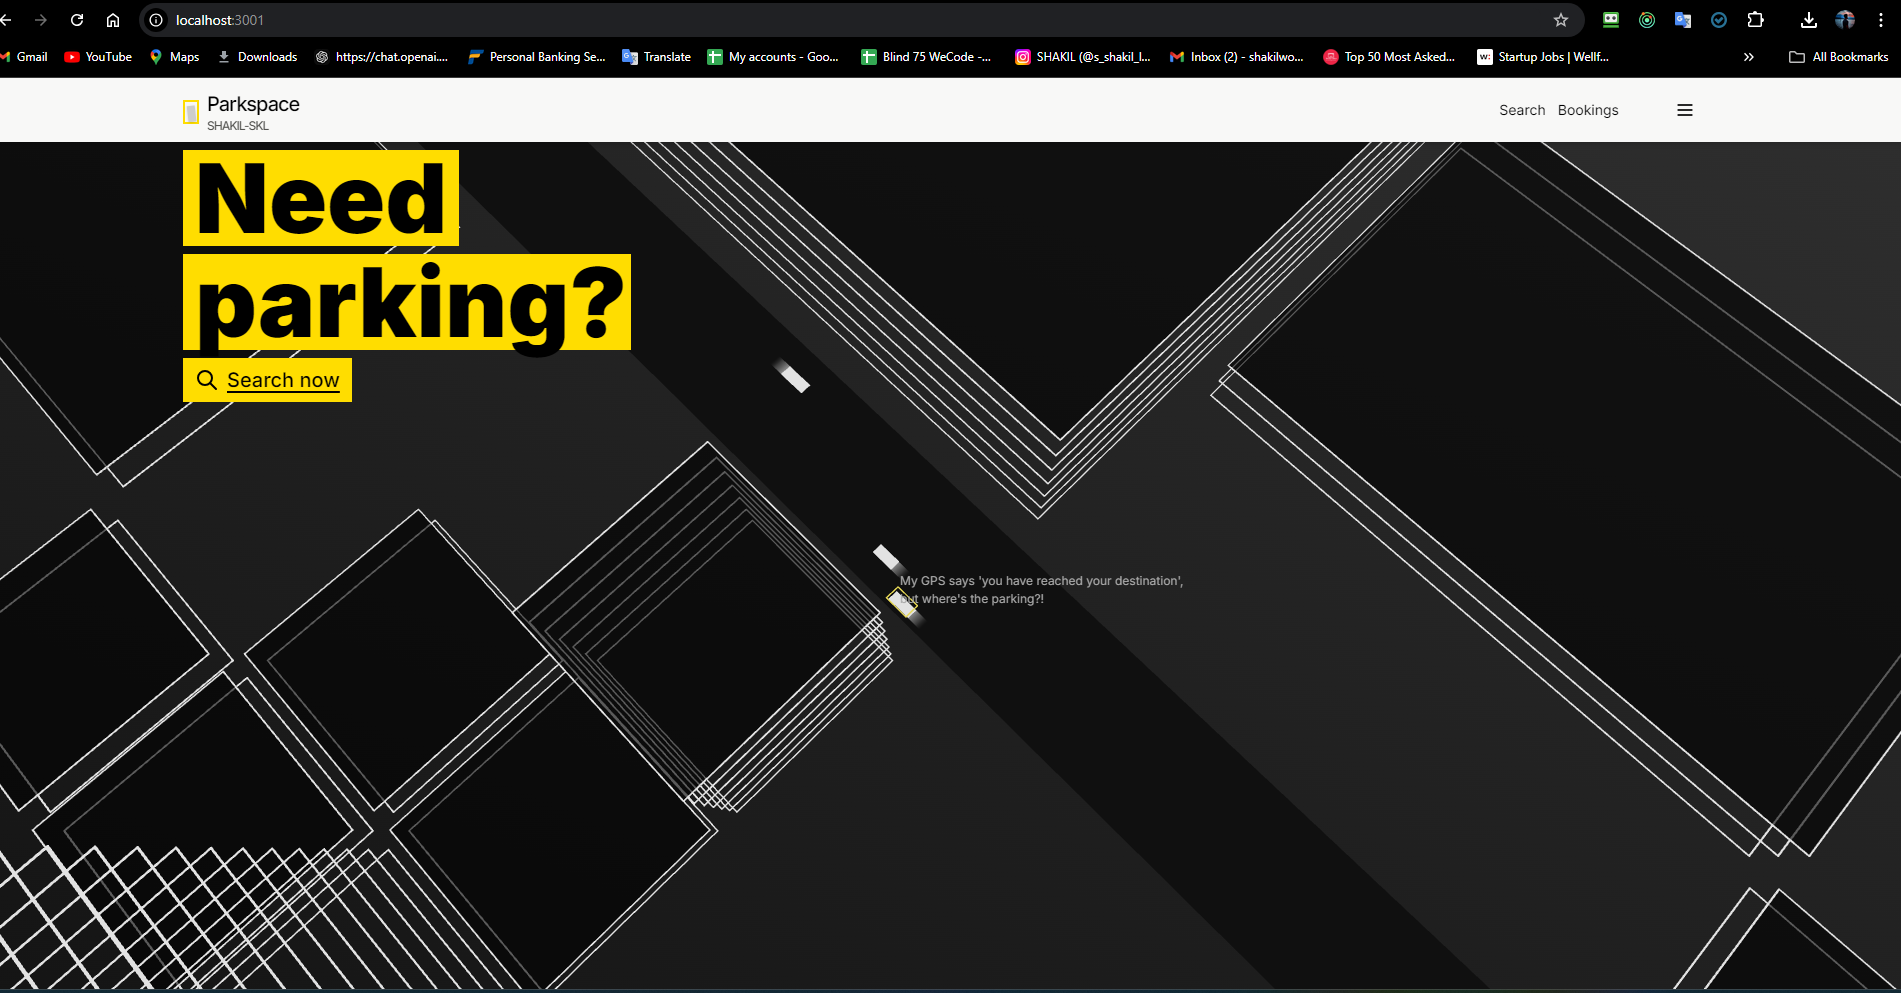 localhost:3001
Gmail
YouTube
Maps
Downloads
https://chat.openai....
Personal Banking Se...
Translate
My accounts - Goo...
Blind 75 WeCode -...
SHAKIL (@s_shakil_l...
Inbox (2) - shakilwo...
Top 50 Most Asked...
w:
Startup Jobs | Wellf...
All Bookmarks
Parkspace
SHAKIL-SKL
Search
Bookings
Need
parking?
Search now
My GPS says 'you have reached your destination',
but where's the parking?!